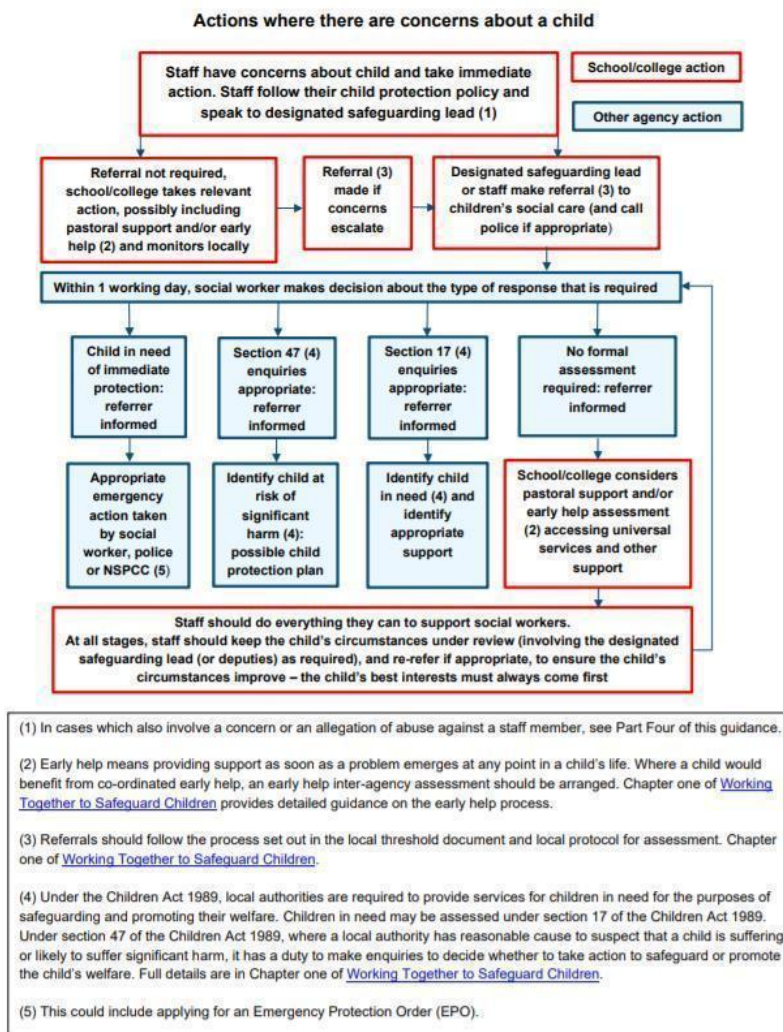 Actions where there are concerns about a child
Staff have concerns about child and take immediate
action. Staff follow their child protection policy and
speak to designated safeguarding lead (1)
School/college action
Other agency action
Referral not required,
school/college takes relevant
action, possibly including
pastoral support and/or early
help (2) and monitors locally
Referral (3)
made if
concerns
escalate
Designated safeguarding lead
or staff make referral (3) to
children’s social care (and call
police if appropriate)
Within 1 working day, social worker makes decision about the type of response that is required
Child in need
of immediate
protection:
referrer
informed
Section 47 (4)
enquiries
appropriate:
referrer
informed
Section 17 (4)
enquiries
appropriate:
referrer
informed
No formal
assessment
required: referrer
informed
Appropriate
emergency
action taken
by social
worker, police
or NSPCC (5)
Identify child at
risk of
significant
harm (4):
possible child
protection plan
Identify child
in need (4) and
identify
appropriate
support
School/college considers
pastoral support and/or
early help assessment
(2) accessing universal
services and other
support
Staff should do everything they can to support social workers.
At all stages, staff should keep the child’s circumstances under review (involving the designated
safeguarding lead (or deputies) as required), and re-refer if appropriate, to ensure the child’s
circumstances improve – the child’s best interests must always come first
(1) In cases which also involve a concern or an allegation of abuse against a staff member, see Part Four of this guidance.
(2) Early help means providing support as soon as a problem emerges at any point in a child’s life. Where a child would
benefit from co-ordinated early help, an early help inter-agency assessment should be arranged. Chapter one of Working
Together to Safeguard Children provides detailed guidance on the early help process.
(3) Referrals should follow the process set out in the local threshold document and local protocol for assessment. Chapter
one of Working Together to Safeguard Children.
(4) Under the Children Act 1989, local authorities are required to provide services for children in need for the purposes of
safeguarding and promoting their welfare. Children in need may be assessed under section 17 of the Children Act 1989.
Under section 47 of the Children Act 1989, where a local authority has reasonable cause to suspect that a child is suffering
or likely to suffer significant harm, it has a duty to make enquiries to decide whether to take action to safeguard or promote
the child’s welfare. Full details are in Chapter one of Working Together to Safeguard Children.
(5) This could include applying for an Emergency Protection Order (EPO).